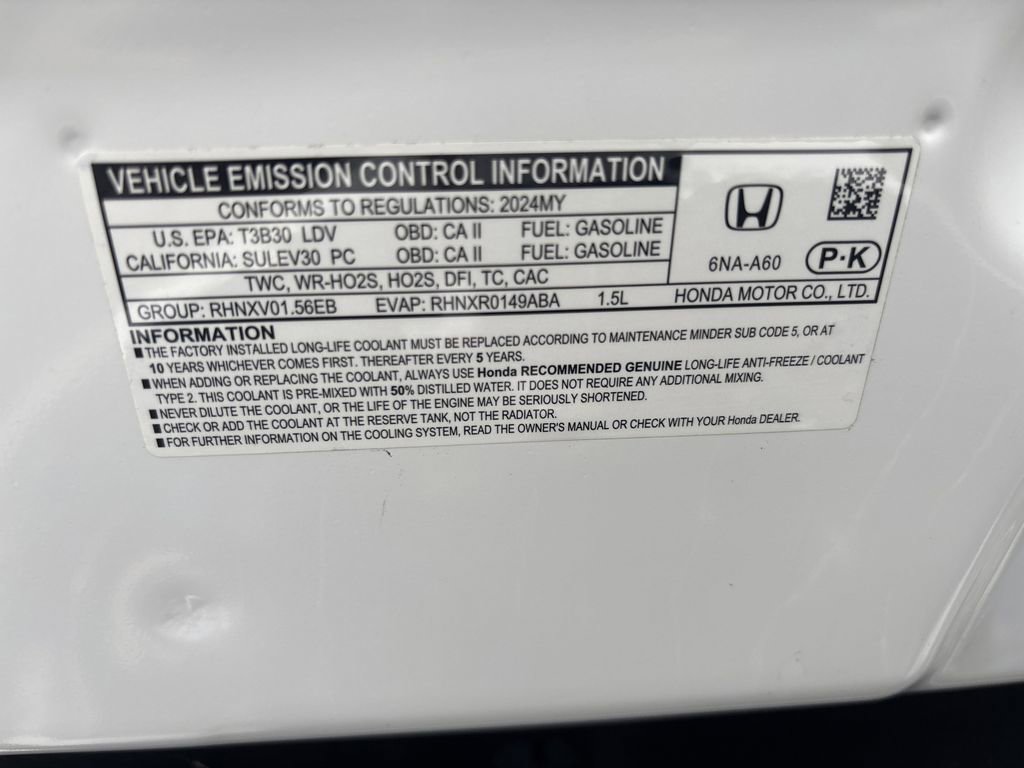 VEHICLE EMISSION CONTROL INFORMATION
CONFORMS TO REGULATIONS: 2024MY
U.S. EPA: T3B30 LDV OBD: CA II FUEL: GASOLINE
CALIFORNIA: SULEV30 PC OBD: CA II FUEL: GASOLINE
TWC, WR-HO2S, HO2S, DFI, TC, CAC
GROUP: RHNXV01.56EB EVAP: RHNXR0149ABA 1.5L
6NA-A60 P·K
HONDA MOTOR CO., LTD.
INFORMATION
■ THE FACTORY INSTALLED LONG-LIFE COOLANT MUST BE REPLACED ACCORDING TO MAINTENANCE MINDER SUB CODE 5, OR AT
10 YEARS WHICHEVER COMES FIRST. THEREAFTER EVERY 5 YEARS.
■ WHEN ADDING OR REPLACING THE COOLANT, ALWAYS USE Honda RECOMMENDED GENUINE LONG-LIFE ANTI-FREEZE / COOLANT
TYPE 2. THIS COOLANT IS PRE-MIXED WITH 50% DISTILLED WATER. IT DOES NOT REQUIRE ANY ADDITIONAL MIXING.
■ NEVER DILUTE THE COOLANT, OR THE LIFE OF THE ENGINE MAY BE SERIOUSLY SHORTENED.
■ CHECK OR ADD THE COOLANT AT THE RESERVE TANK, NOT THE RADIATOR.
■ FOR FURTHER INFORMATION ON THE COOLING SYSTEM, READ THE OWNER'S MANUAL OR CHECK WITH YOUR Honda DEALER.